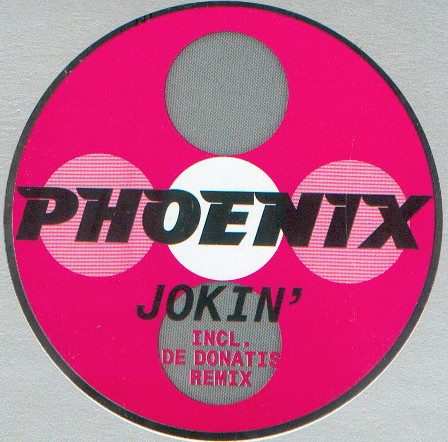 PHOENIX
JOKIN'
INCL.
DE DONATIS
REMIX